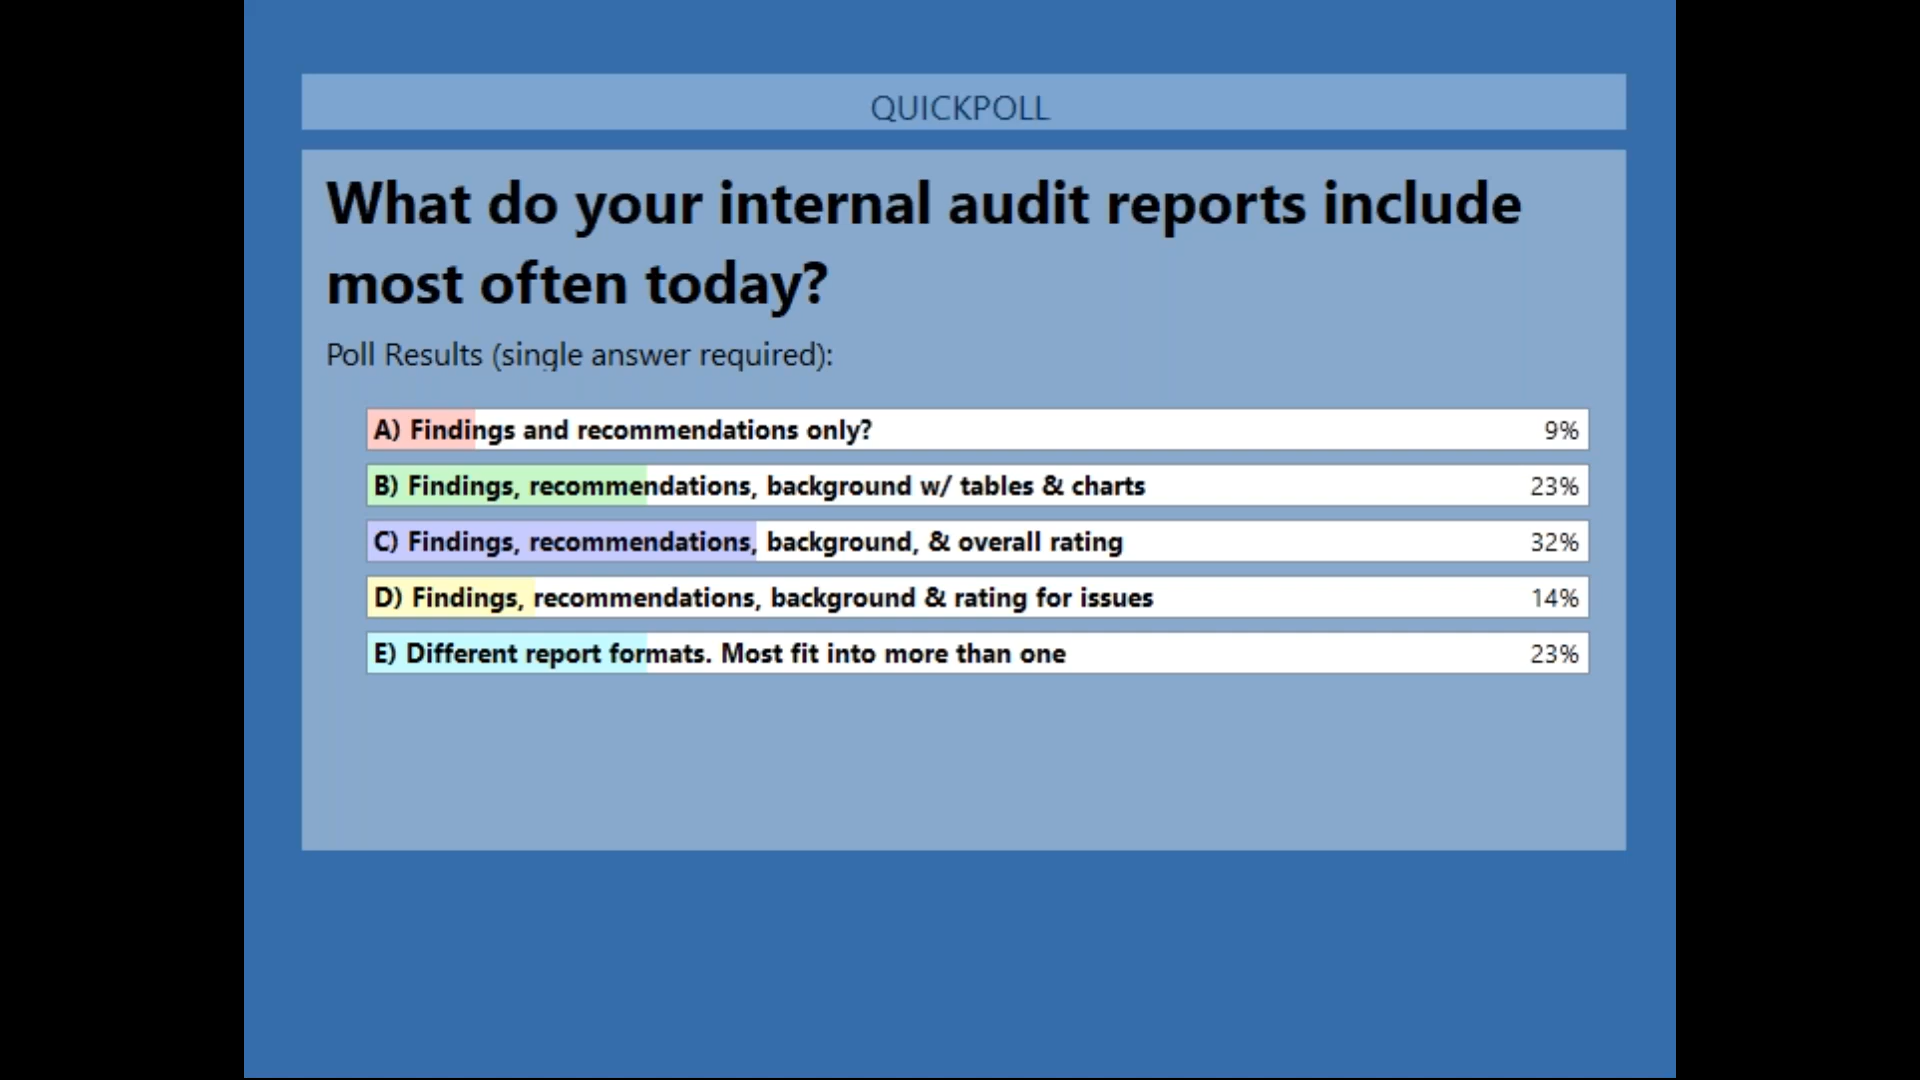 QUICKPOLL
What do your internal audit reports include
most often today?
Poll Results (single answer required):
A) Findings and recommendations only? 9%
B) Findings, recommendations, background w/ tables & charts 23%
C) Findings, recommendations, background, & overall rating 32%
D) Findings, recommendations, background & rating for issues 14%
E) Different report formats. Most fit into more than one 23%